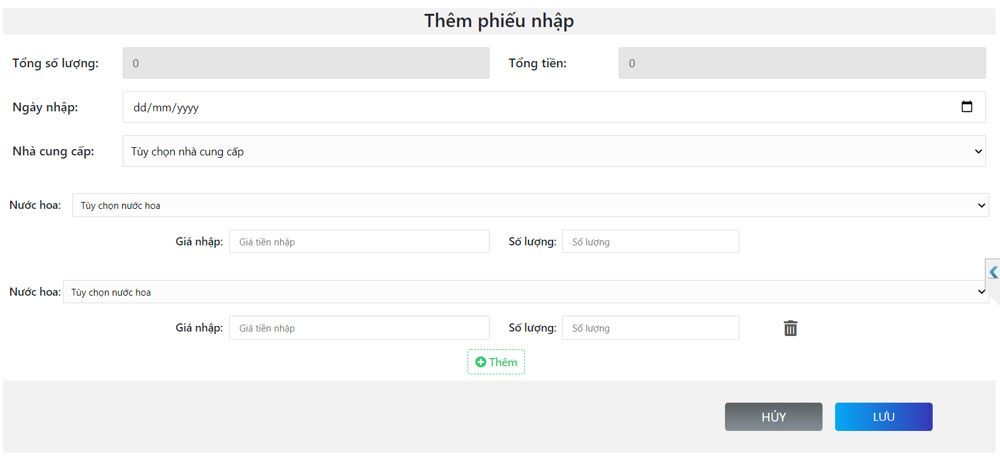 Thêm phiếu nhập
Tổng số lượng: 0 Tổng tiền: 0
Ngày nhập: dd/mm/yyyy
Nhà cung cấp: Tùy chọn nhà cung cấp
Nước hoa: Tùy chọn nước hoa
Giá nhập: Giá tiền nhập Số lượng: Số lượng
Nước hoa: Tùy chọn nước hoa
Giá nhập: Giá tiền nhập Số lượng: Số lượng
Thêm
HỦY LƯU